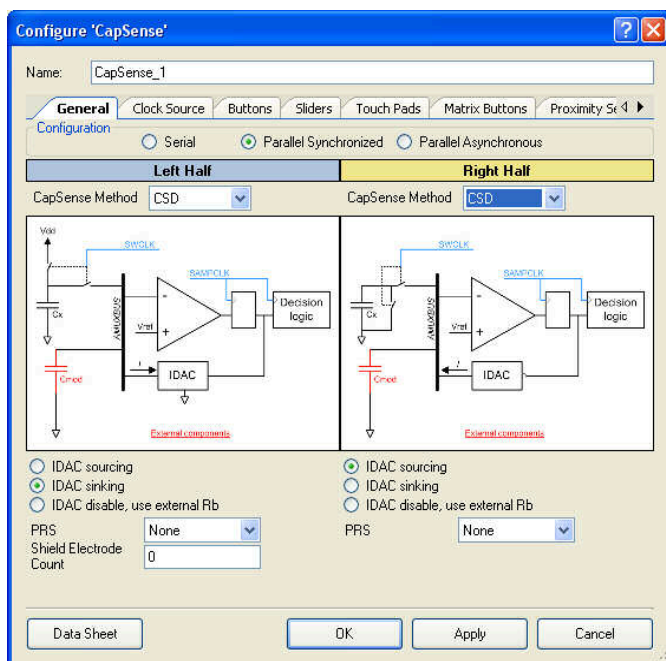 Configure 'CapSense'
Name: CapSense_1
General Clock Source Buttons Sliders Touch Pads Matrix Buttons Proximity Se
Configuration
Serial Parallel Synchronized Parallel Asynchronous
Left Half Right Half
CapSense Method CSD CapSense Method CSD
Vdd
SWCLK
SAMPCLK
Cx
AMUXBUS
Vref
Decision logic
i
IDAC
Cmod
External components
SWCLK
SAMPCLK
Cx
AMUXBUS
Vref
Decision logic
i
IDAC
Cmod
External components
IDAC sourcing IDAC sourcing
IDAC sinking IDAC sinking
IDAC disable, use external Rb IDAC disable, use external Rb
PRS None PRS None
Shield Electrode Count 0
Data Sheet OK Apply Cancel